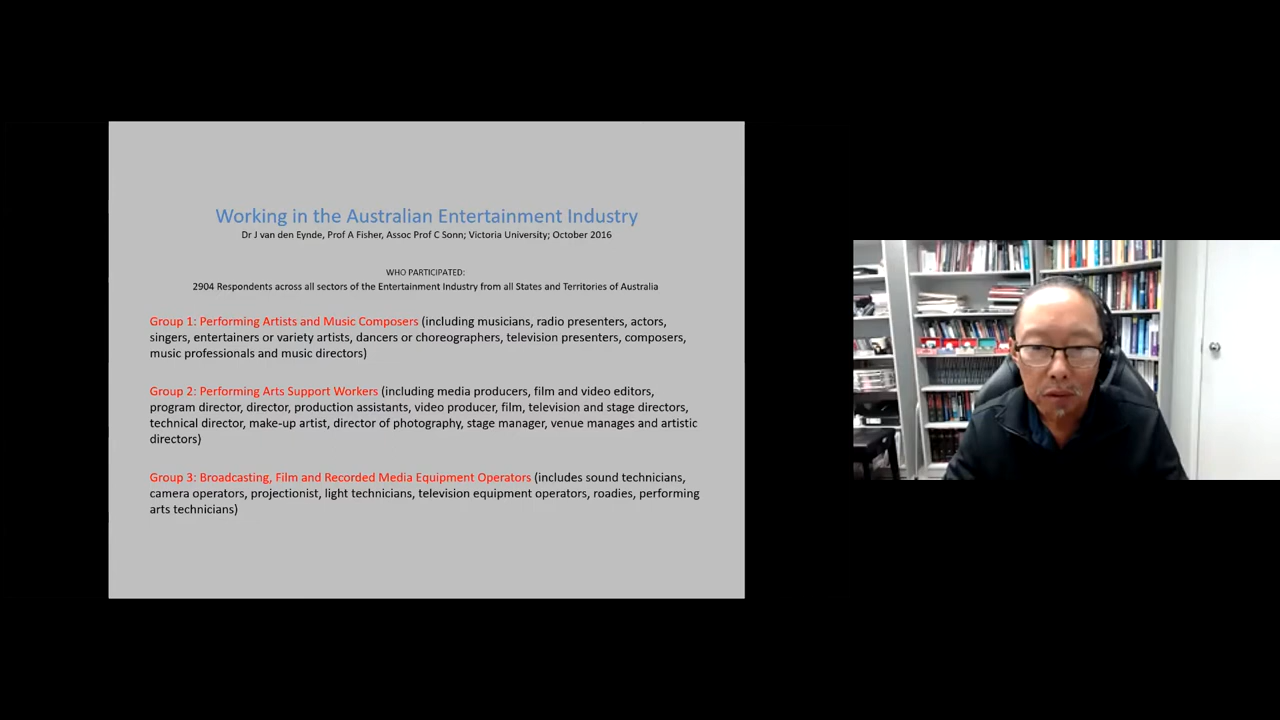 Working in the Australian Entertainment Industry
Dr J van den Eynde, Prof A Fisher, Assoc Prof C Sonn; Victoria University; October 2016
WHO PARTICIPATED:
2904 Respondents across all sectors of the Entertainment Industry from all States and Territories of Australia
Group 1: Performing Artists and Music Composers (including musicians, radio presenters, actors,
singers, entertainers or variety artists, dancers or choreographers, television presenters, composers,
music professionals and music directors)
Group 2: Performing Arts Support Workers (including media producers, film and video editors,
program director, director, production assistants, video producer, film, television and stage directors,
technical director, make-up artist, director of photography, stage manager, venue manages and artistic
directors)
Group 3: Broadcasting, Film and Recorded Media Equipment Operators (includes sound technicians,
camera operators, projectionist, light technicians, television equipment operators, roadies, performing
arts technicians)